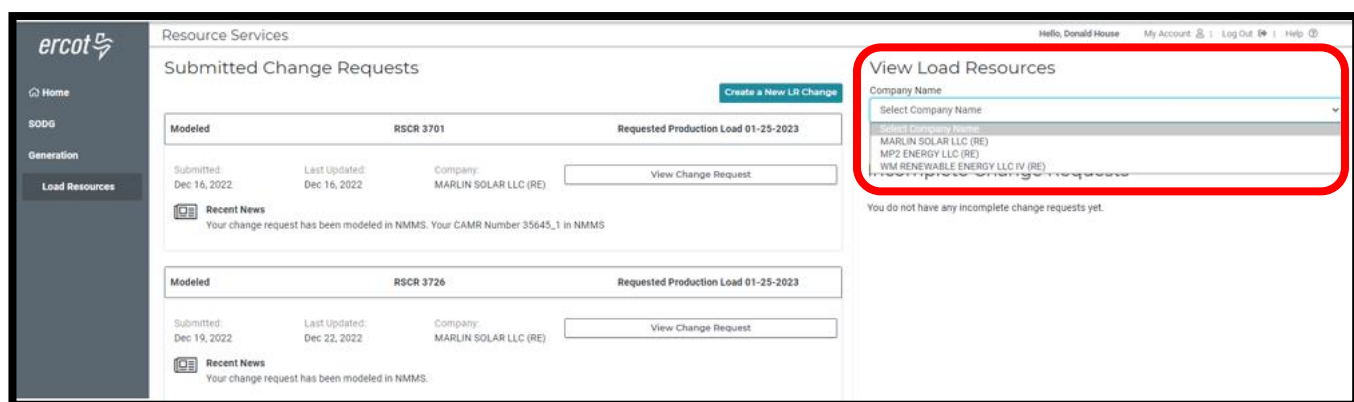 ercot
Home
SODG
Generation
Load Resources
Resource Services
Hello, Donald House My Account | Log Out | Help
Submitted Change Requests
Create a New LR Change
Modeled RSCR 3701 Requested Production Load 01-25-2023
Submitted: Last Updated: Company:
Dec 16, 2022 Dec 16, 2022 MARLIN SOLAR LLC (RE)
View Change Request
Recent News
Your change request has been modeled in NMMS. Your CAMR Number 35645_1 in NMMS
Modeled RSCR 3726 Requested Production Load 01-25-2023
Submitted: Last Updated: Company:
Dec 19, 2022 Dec 22, 2022 MARLIN SOLAR LLC (RE)
View Change Request
Recent News
Your change request has been modeled in NMMS.
View Load Resources
Company Name
Select Company Name
Select Company Name
MARLIN SOLAR LLC (RE)
MP2 ENERGY LLC (RE)
WM RENEWABLE ENERGY LLC IV (RE)
Incomplete Change Requests
You do not have any incomplete change requests yet.